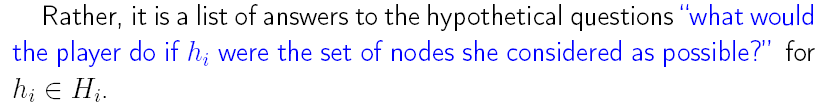 Rather, it is a list of answers to the hypothetical questions “what would
the player do if hᵢ were the set of nodes she considered as possible?” for
hᵢ ∈ Hᵢ.